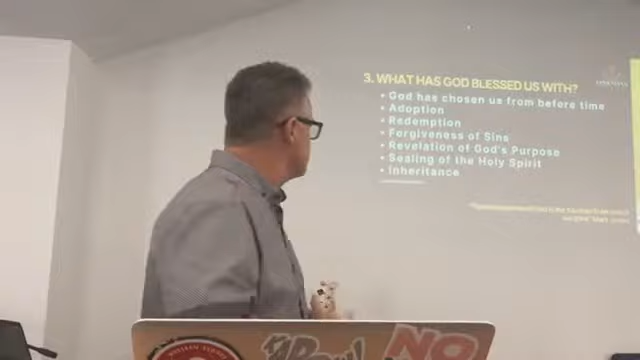 3. WHAT HAS GOD BLESSED US WITH?
• God has chosen us from before time
• Adoption
• Redemption
• Forgiveness of Sins
• Revelation of God's Purpose
• Sealing of the Holy Spirit
• Inheritance
NO